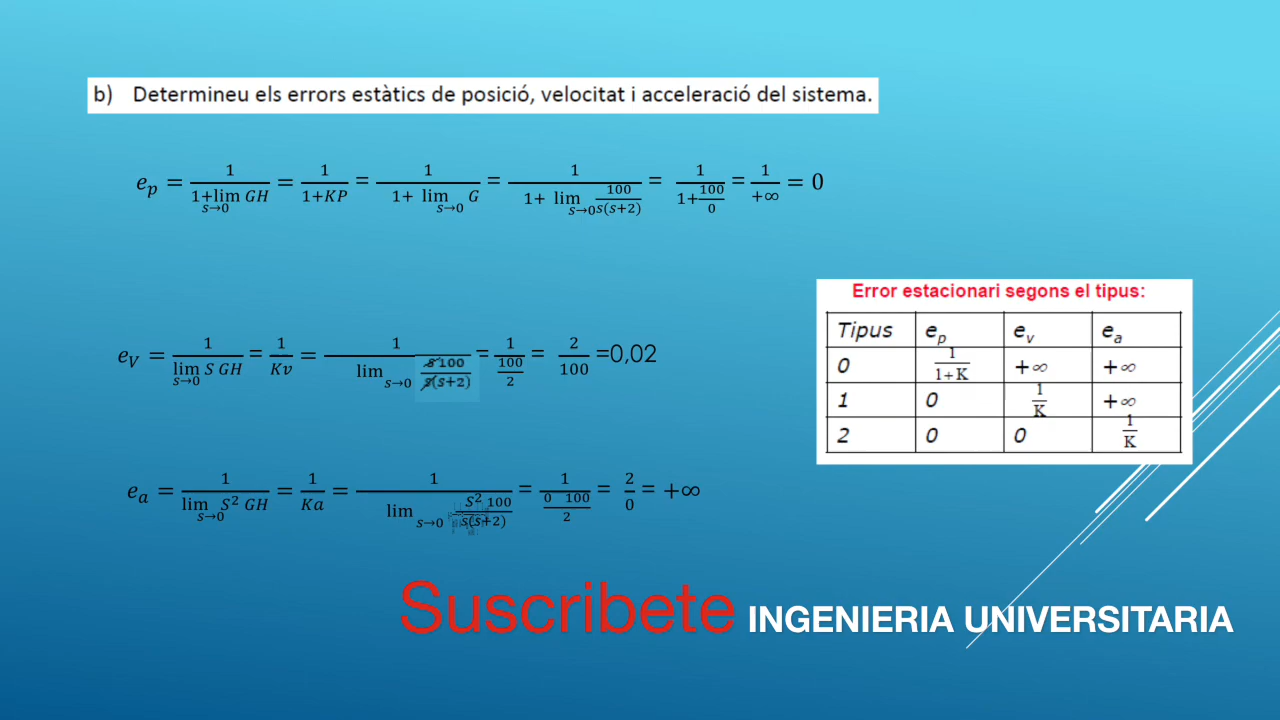 b) Determineu els errors estàtics de posició, velocitat i acceleració del sistema.
e_p = 1/(1+lim_{s→0} GH) = 1/(1+KP) = 1/(1+ lim_{s→0} G) = 1/(1+ lim_{s→0} 100/(s(s+2))) = 1/(1+100/0) = 1/+∞ = 0
e_V = 1/(lim_{s→0} S GH) = 1/Kv = 1/(lim_{s→0} s 100/(s(s+2))) = 1/(100/2) = 2/100 =0,02
e_a = 1/(lim_{s→0} S² GH) = 1/Ka = 1/(lim_{s→0} S² 100/(s(s+2))) = 1/(0 100/2) = 2/0 = +∞
Error estacionari segons el tipus:
Tipus e_p e_v e_a
0 1/(1+K) +∞ +∞
1 0 1/K +∞
2 0 0 1/K
Suscribete INGENIERIA UNIVERSITARIA